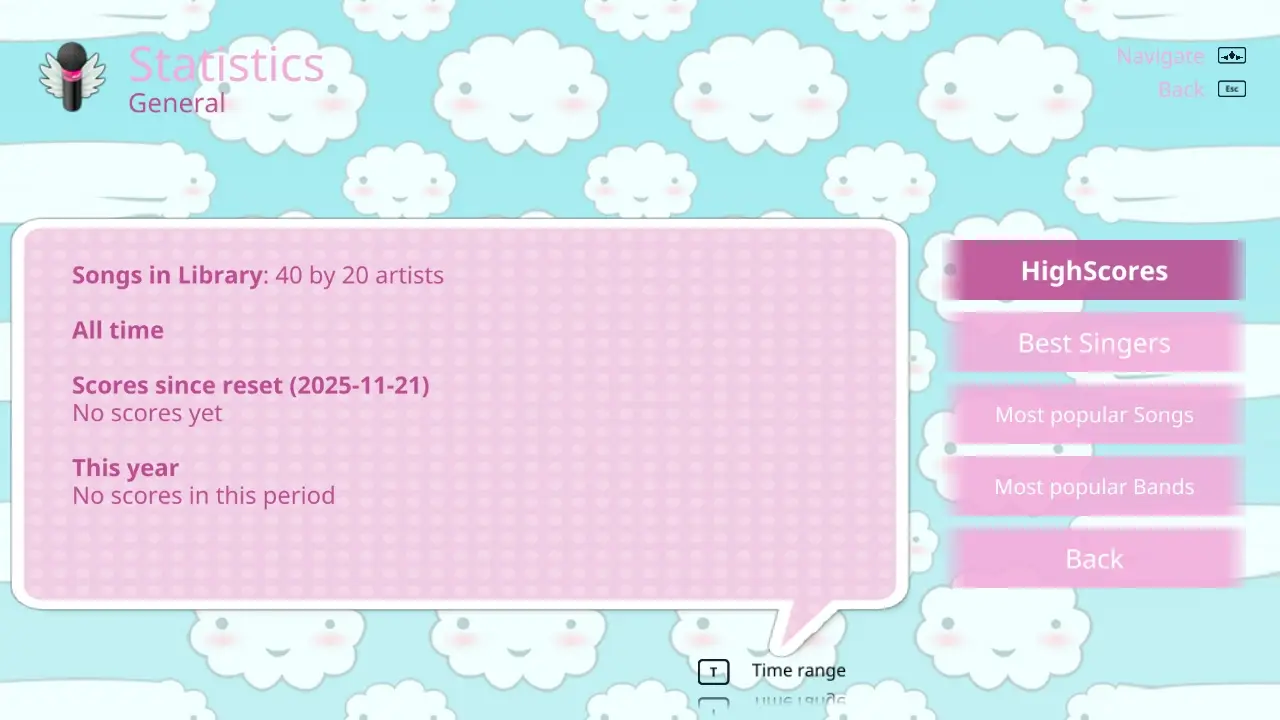 Statistics
General
Navigate
Back Esc
Songs in Library: 40 by 20 artists
All time
Scores since reset (2025-11-21)
No scores yet
This year
No scores in this period
HighScores
Best Singers
Most popular Songs
Most popular Bands
Back
T Time range